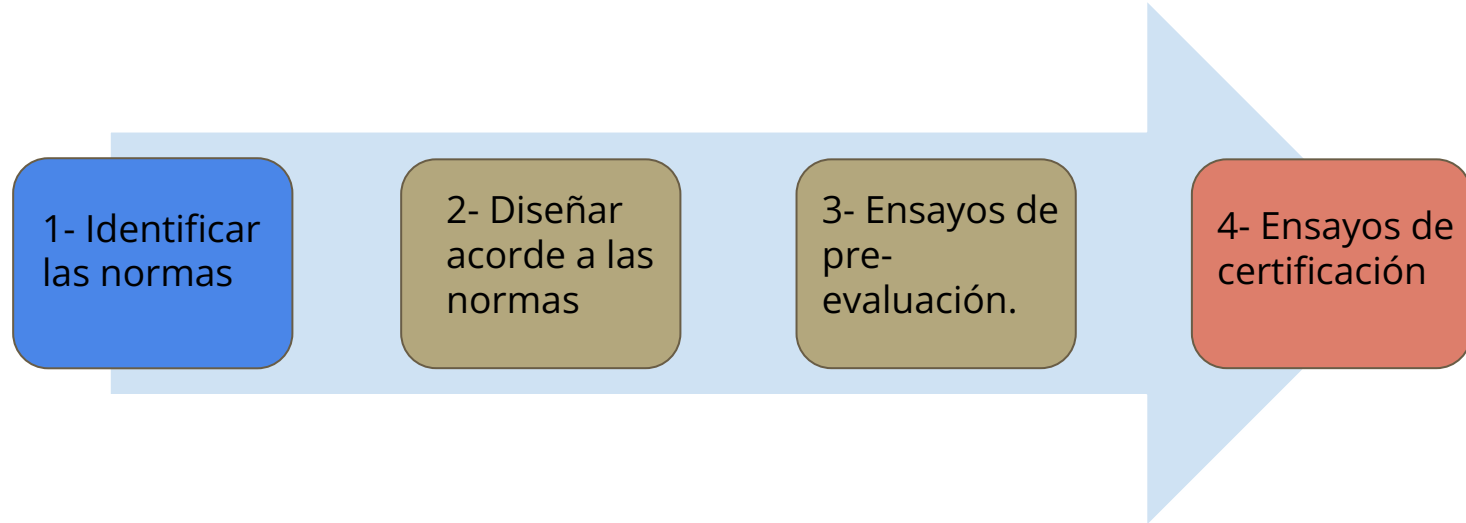 1- Identificar
las normas
2- Diseñar
acorde a las
normas
3- Ensayos de
pre-
evaluación.
4- Ensayos de
certificación